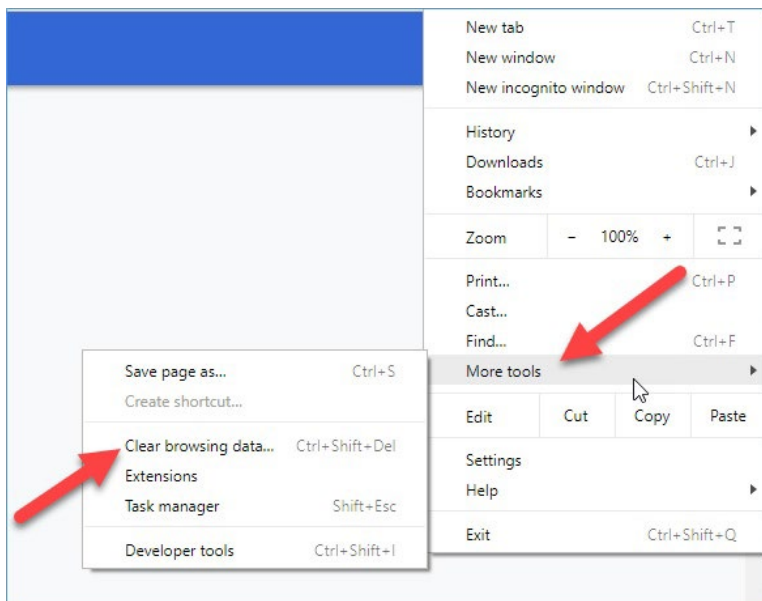 New tab Ctrl+T
New window Ctrl+N
New incognito window Ctrl+Shift+N
History
Downloads Ctrl+J
Bookmarks
Zoom - 100% +
Print... Ctrl+P
Cast...
Find... Ctrl+F
More tools
Edit Cut Copy Paste
Settings
Help
Exit Ctrl+Shift+Q
Save page as... Ctrl+S
Create shortcut...
Clear browsing data... Ctrl+Shift+Del
Extensions
Task manager Shift+Esc
Developer tools Ctrl+Shift+I